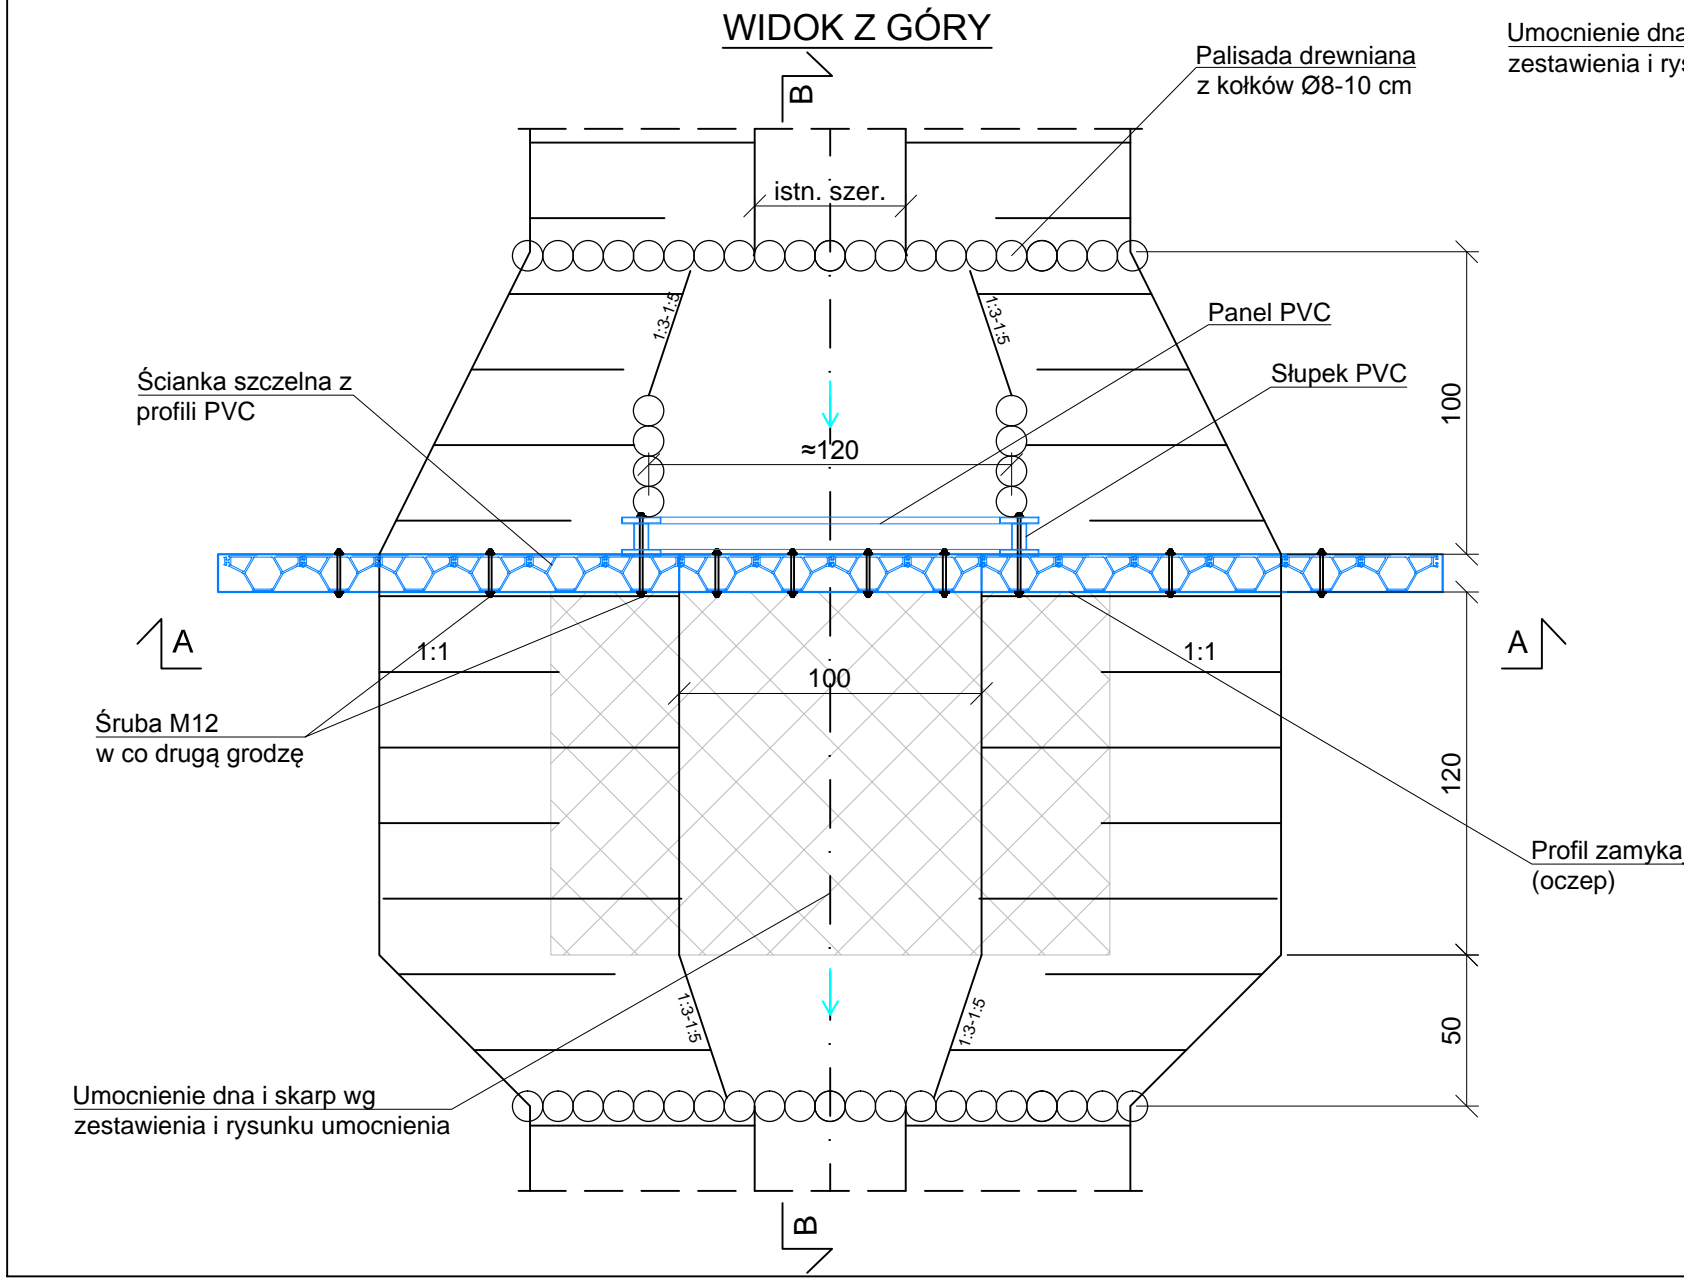 WIDOK Z GÓRY
Umocnienie dna
zestawienia i rys
Palisada drewniana
z kołków Ø8-10 cm
B
istn. szer.
1:3-1:5
1:3-1:5
Panel PVC
Słupek PVC
Ścianka szczelna z
profili PVC
100
≈120
A
A
1:1
1:1
100
Śruba M12
w co drugą grodzę
120
Profil zamyka
(oczep)
1:3-1:5
1:3-1:5
50
Umocnienie dna i skarp wg
zestawienia i rysunku umocnienia
B